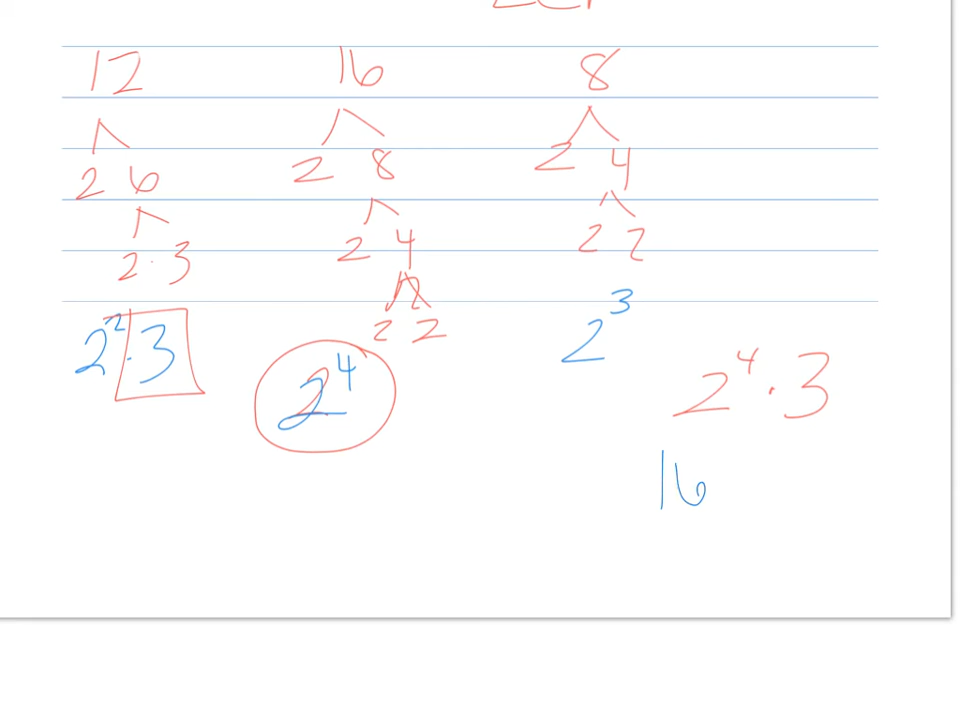 12 16 8
2 6 2 8 2 4
2 · 3 2 4 2 2
2 2
2² · 3 2⁴ 2³
2⁴ · 3
16